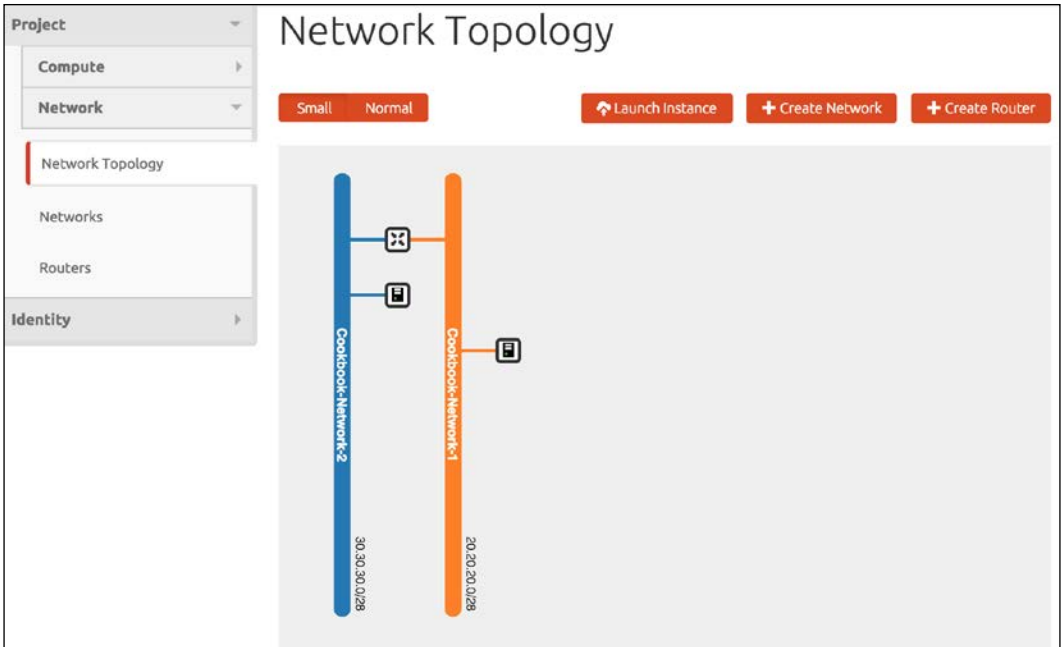 Project
Compute
Network
Network Topology
Networks
Routers
Identity
Network Topology
Small Normal
Launch Instance
+ Create Network
+ Create Router
Cookbook-Network-2
30.30.30.0/28
Cookbook-Network-1
20.20.20.0/28